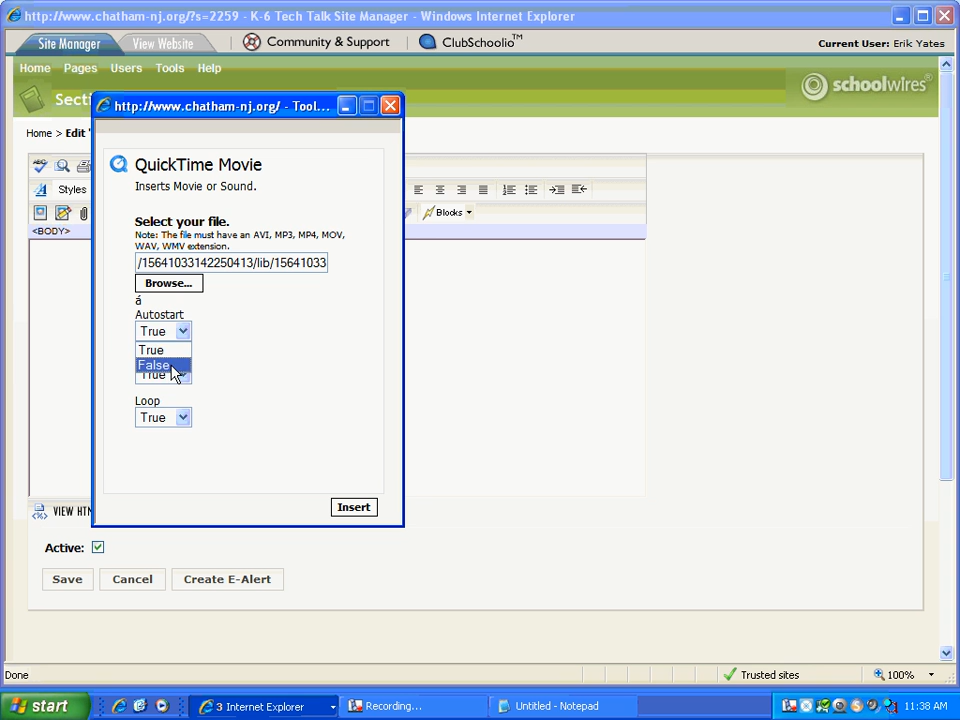 http://www.chatham-nj.org/?s=2259 - K-6 Tech Talk Site Manager - Windows Internet Explorer
Site Manager View Website Community & Support ClubSchoolio™ Current User: Erik Yates
Home Pages Users Tools Help
Secti
schoolwires®
http://www.chatham-nj.org/ - Tool...
Home > Edit '
QuickTime Movie
Inserts Movie or Sound.
Styles
Blocks
<BODY>
Select your file.
Note: The file must have an AVI, MP3, MP4, MOV,
WAV, WMV extension.
/15641033142250413/lib/15641033
Browse...
á
Autostart
True
True
False
True
Loop
True
Insert
VIEW HTM
Active:
Save Cancel Create E-Alert
Done Trusted sites 100%
start 3 Internet Explorer Recording... Untitled - Notepad 11:38 AM